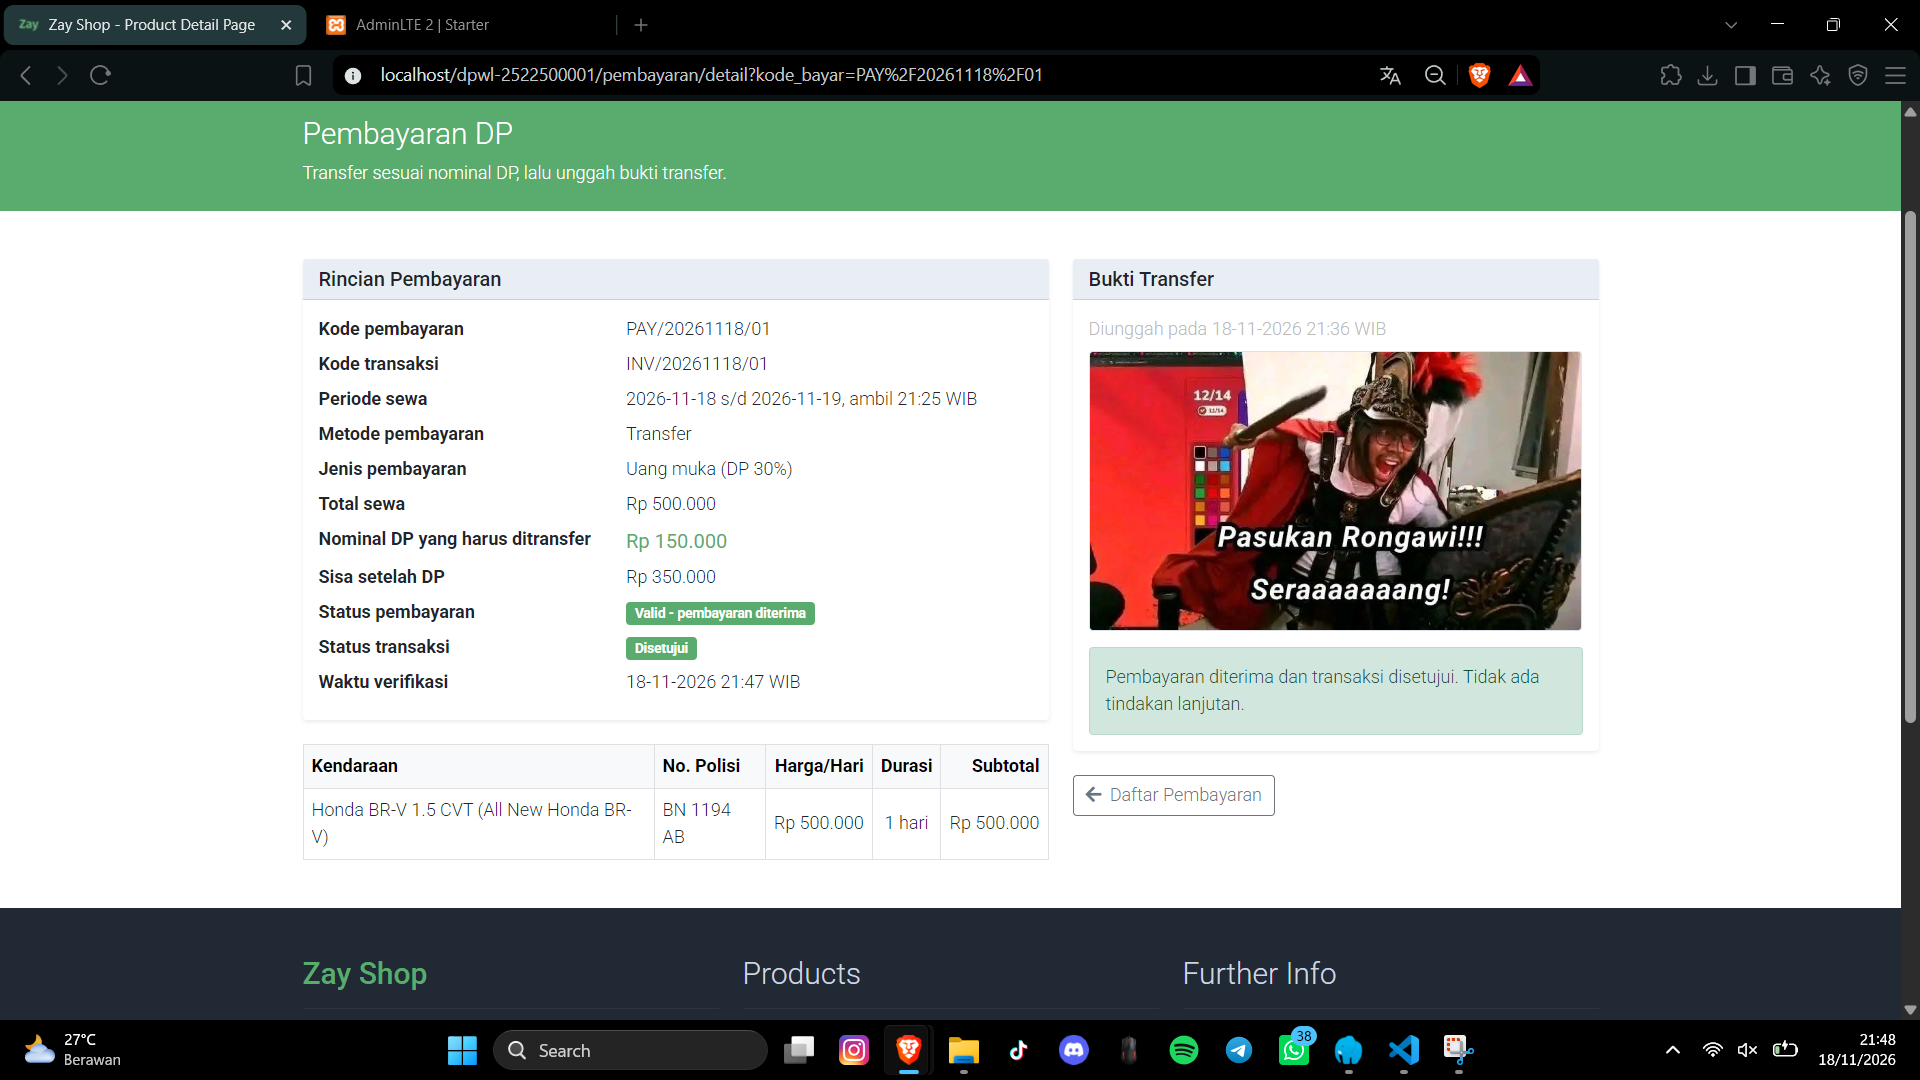 Zay Zay Shop - Product Detail Page
AdminLTE 2 | Starter
localhost/dpwl-2522500001/pembayaran/detail?kode_bayar=PAY%2F20261118%2F01
Pembayaran DP
Transfer sesuai nominal DP, lalu unggah bukti transfer.
Rincian Pembayaran
Kode pembayaran PAY/20261118/01
Kode transaksi INV/20261118/01
Periode sewa 2026-11-18 s/d 2026-11-19, ambil 21:25 WIB
Metode pembayaran Transfer
Jenis pembayaran Uang muka (DP 30%)
Total sewa Rp 500.000
Nominal DP yang harus ditransfer Rp 150.000
Sisa setelah DP Rp 350.000
Status pembayaran Valid - pembayaran diterima
Status transaksi Disetujui
Waktu verifikasi 18-11-2026 21:47 WIB
Kendaraan No. Polisi Harga/Hari Durasi Subtotal
Honda BR-V 1.5 CVT (All New Honda BR-
V) BN 1194
AB Rp 500.000 1 hari Rp 500.000
Bukti Transfer
Diunggah pada 18-11-2026 21:36 WIB
12/14
11/14
Pasukan Rongawi!!!
Seraaaaaaang!
Pembayaran diterima dan transaksi disetujui. Tidak ada
tindakan lanjutan.
Daftar Pembayaran
Zay Shop
Products
Further Info
27°C
Berawan
Search
38
21:48
18/11/2026